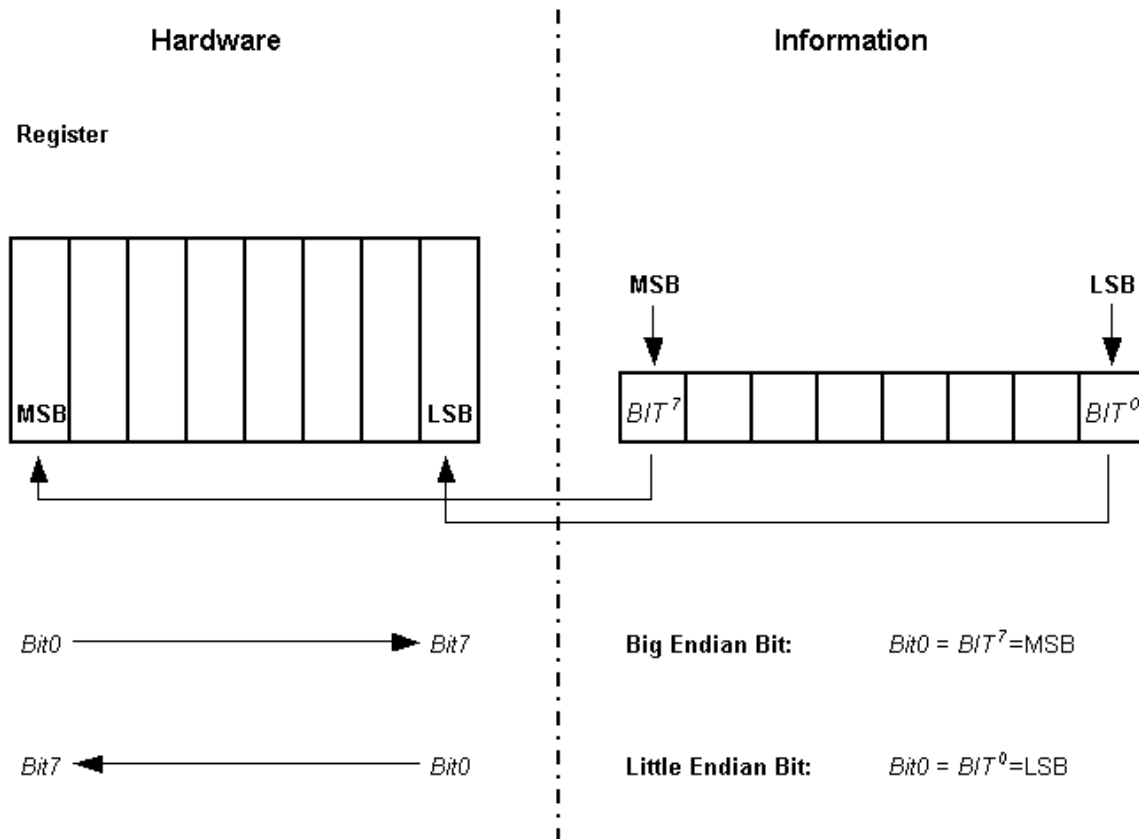 Hardware
Information
Register
MSB
LSB
MSB
LSB
BIT⁷
BIT⁰
Bit0
Bit7
Big Endian Bit: Bit0 = BIT⁷=MSB
Bit7
Bit0
Little Endian Bit: Bit0 = BIT⁰=LSB